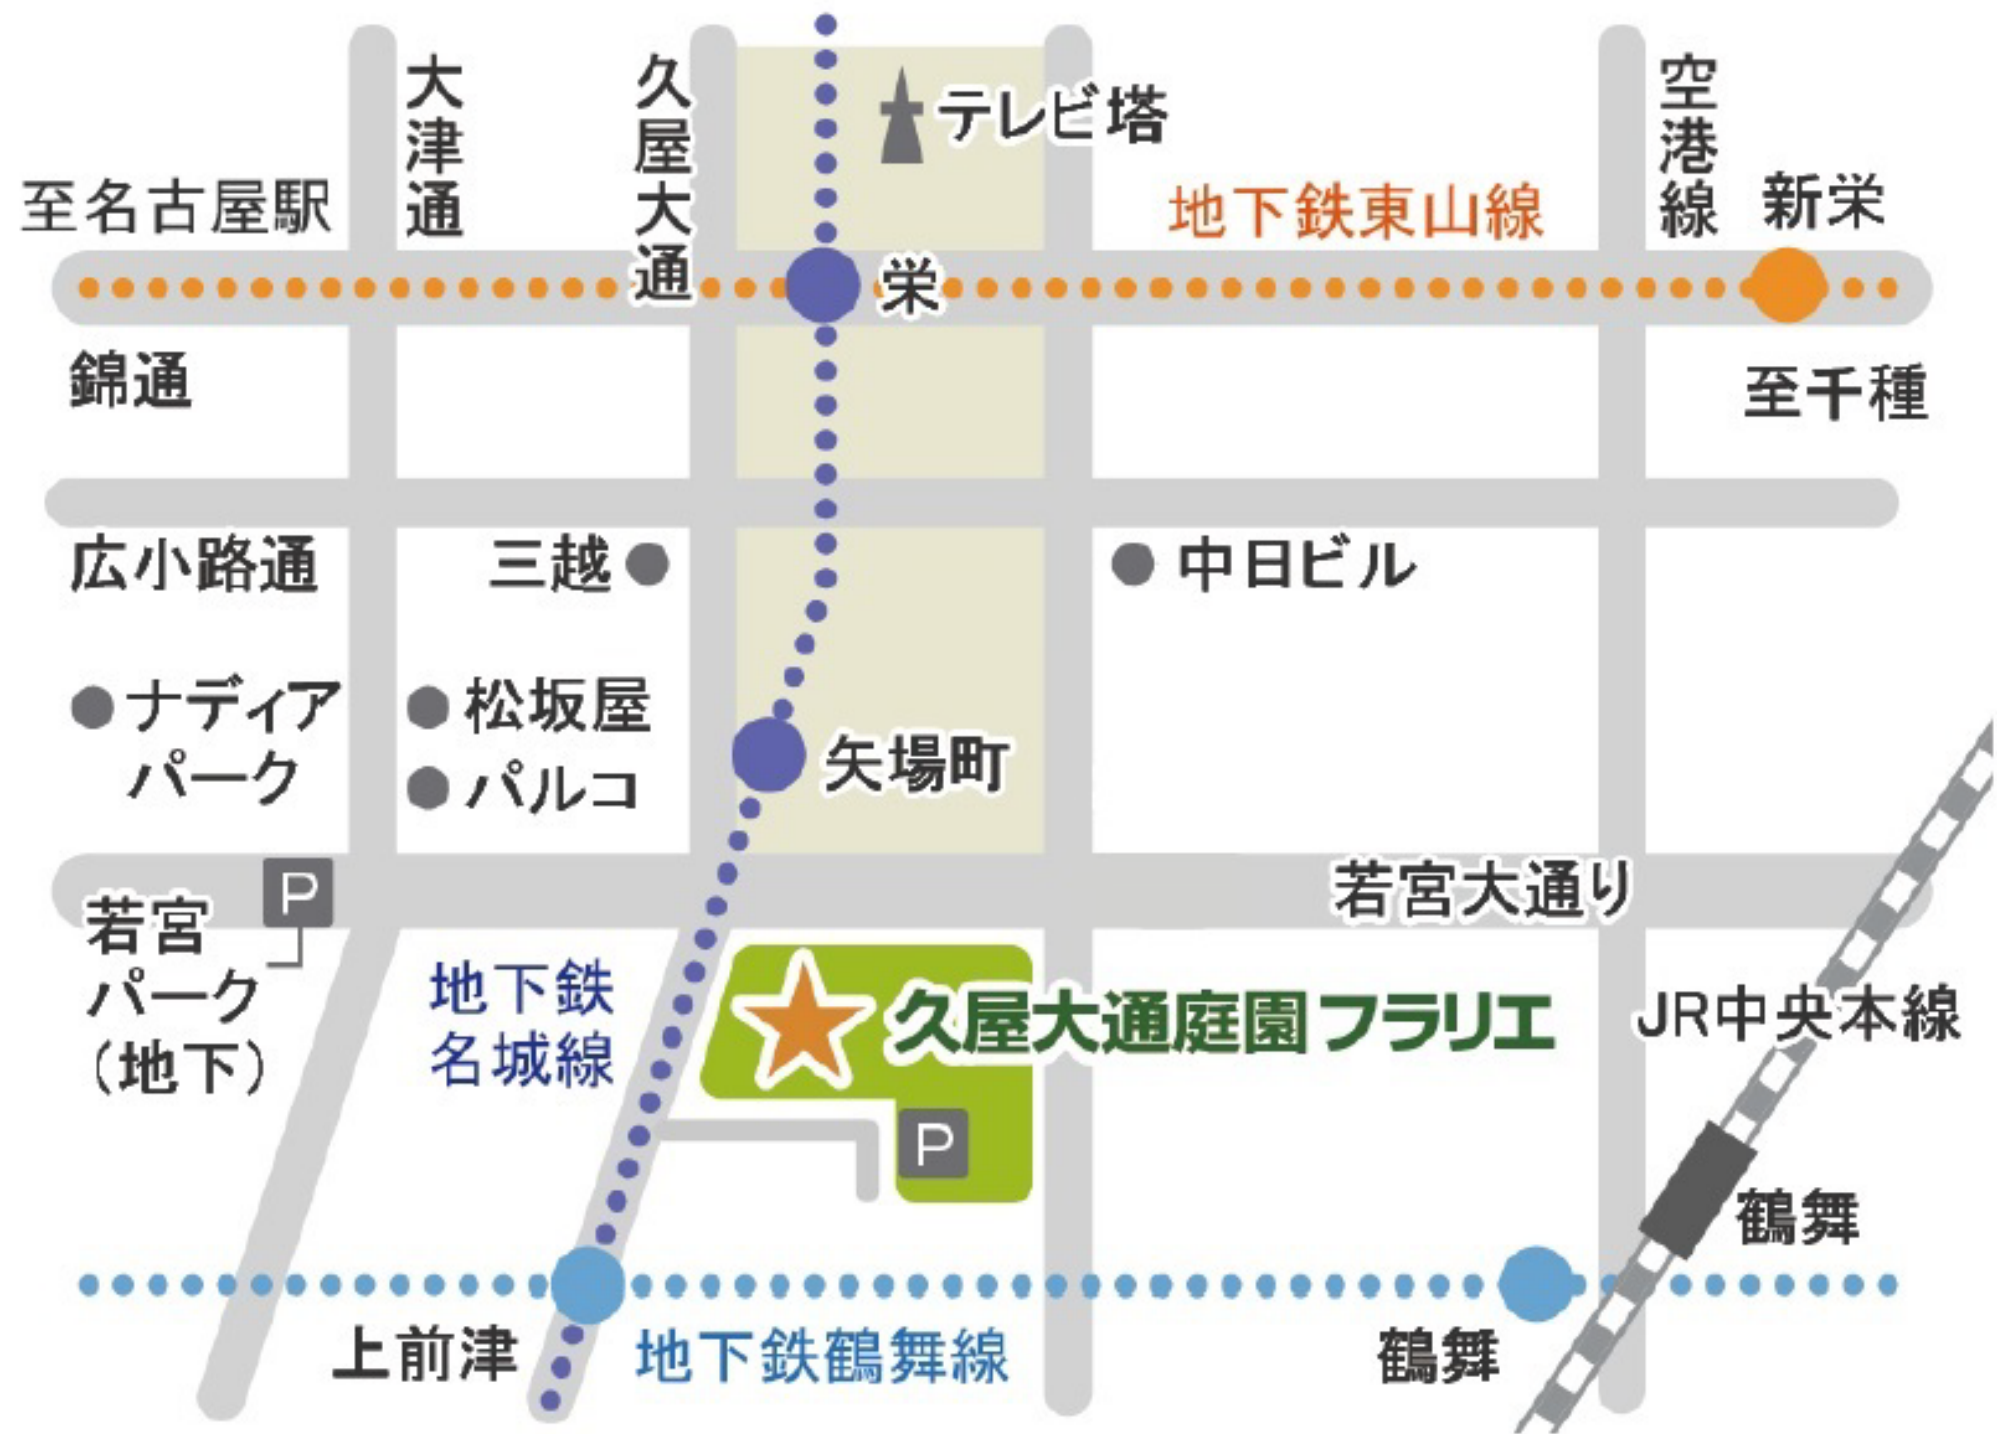 大津通
久屋大通
テレビ塔
空港線
至名古屋駅
地下鉄東山線
新栄
栄
錦通
至千種
広小路通
三越
中日ビル
ナディア
パーク
松坂屋
パルコ
矢場町
若宮大通り
P
若宮
パーク
（地下）
地下鉄
名城線
久屋大通庭園フラリエ
JR中央本線
P
鶴舞
上前津
地下鉄鶴舞線
鶴舞